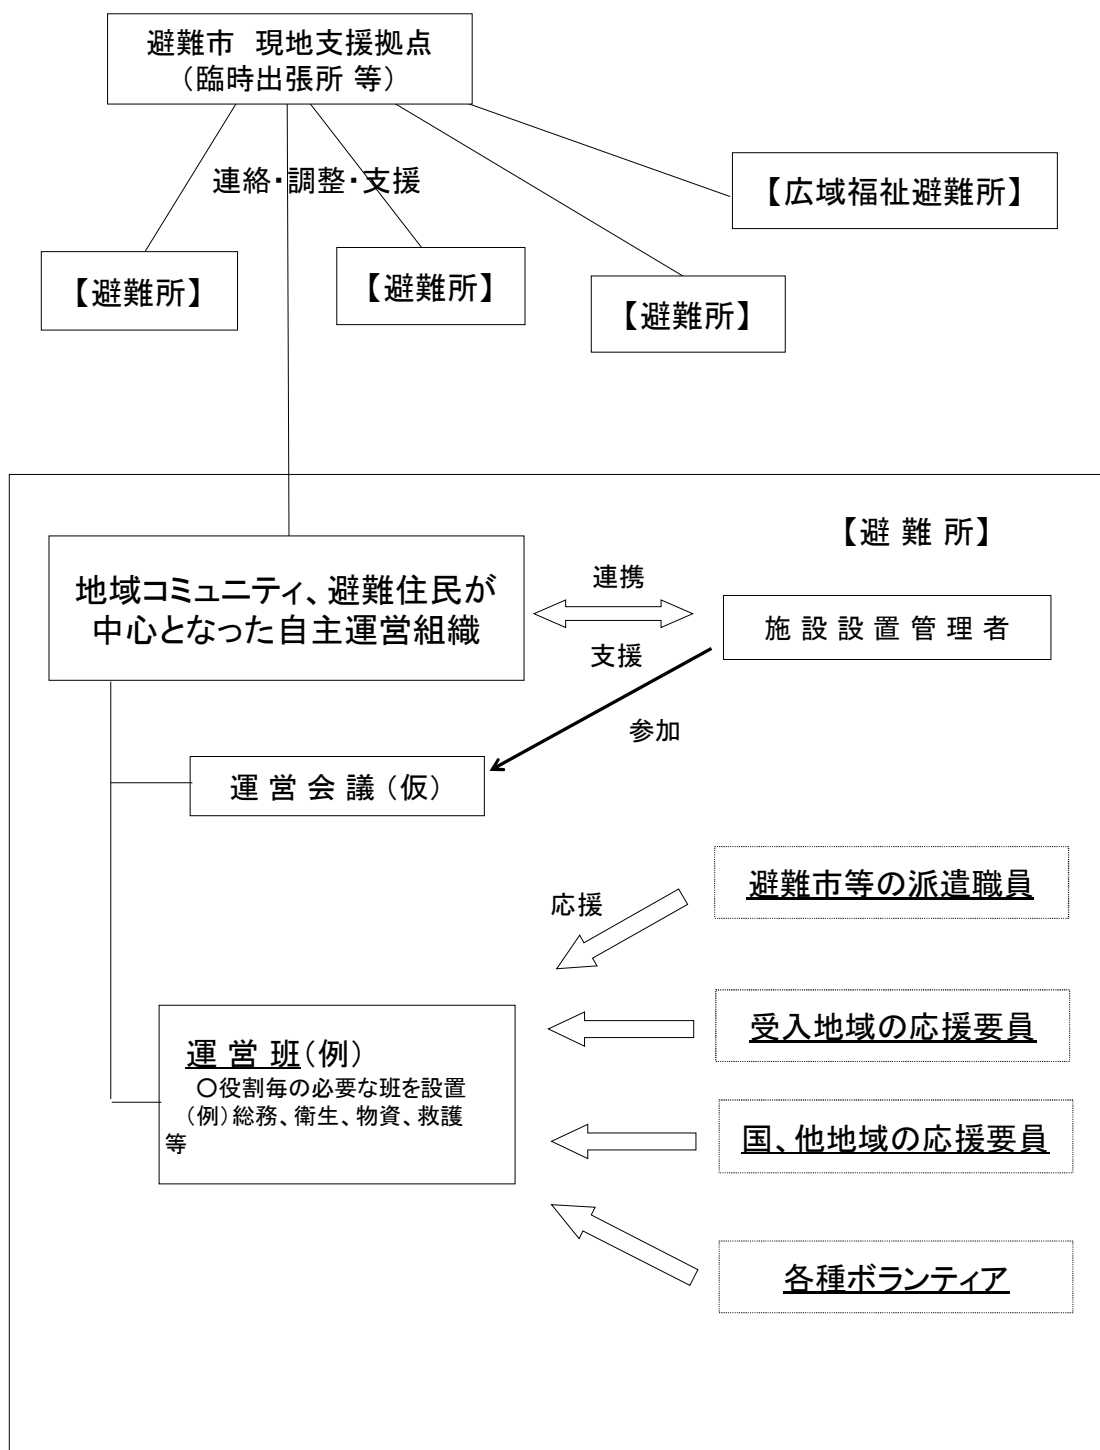 避難市 現地支援拠点
（臨時出張所 等）
連絡・調整・支援
【広域福祉避難所】
【避難所】
【避難所】
【避難所】
【避 難 所】
地域コミュニティ、避難住民が
中心となった自主運営組織
連携
支援
施 設 設 置 管 理 者
参加
運 営 会 議（仮）
応援
避難市等の派遣職員
受入地域の応援要員
運 営 班（例）
○役割毎の必要な班を設置
（例）総務、衛生、物資、救護
等
国、他地域の応援要員
各種ボランティア